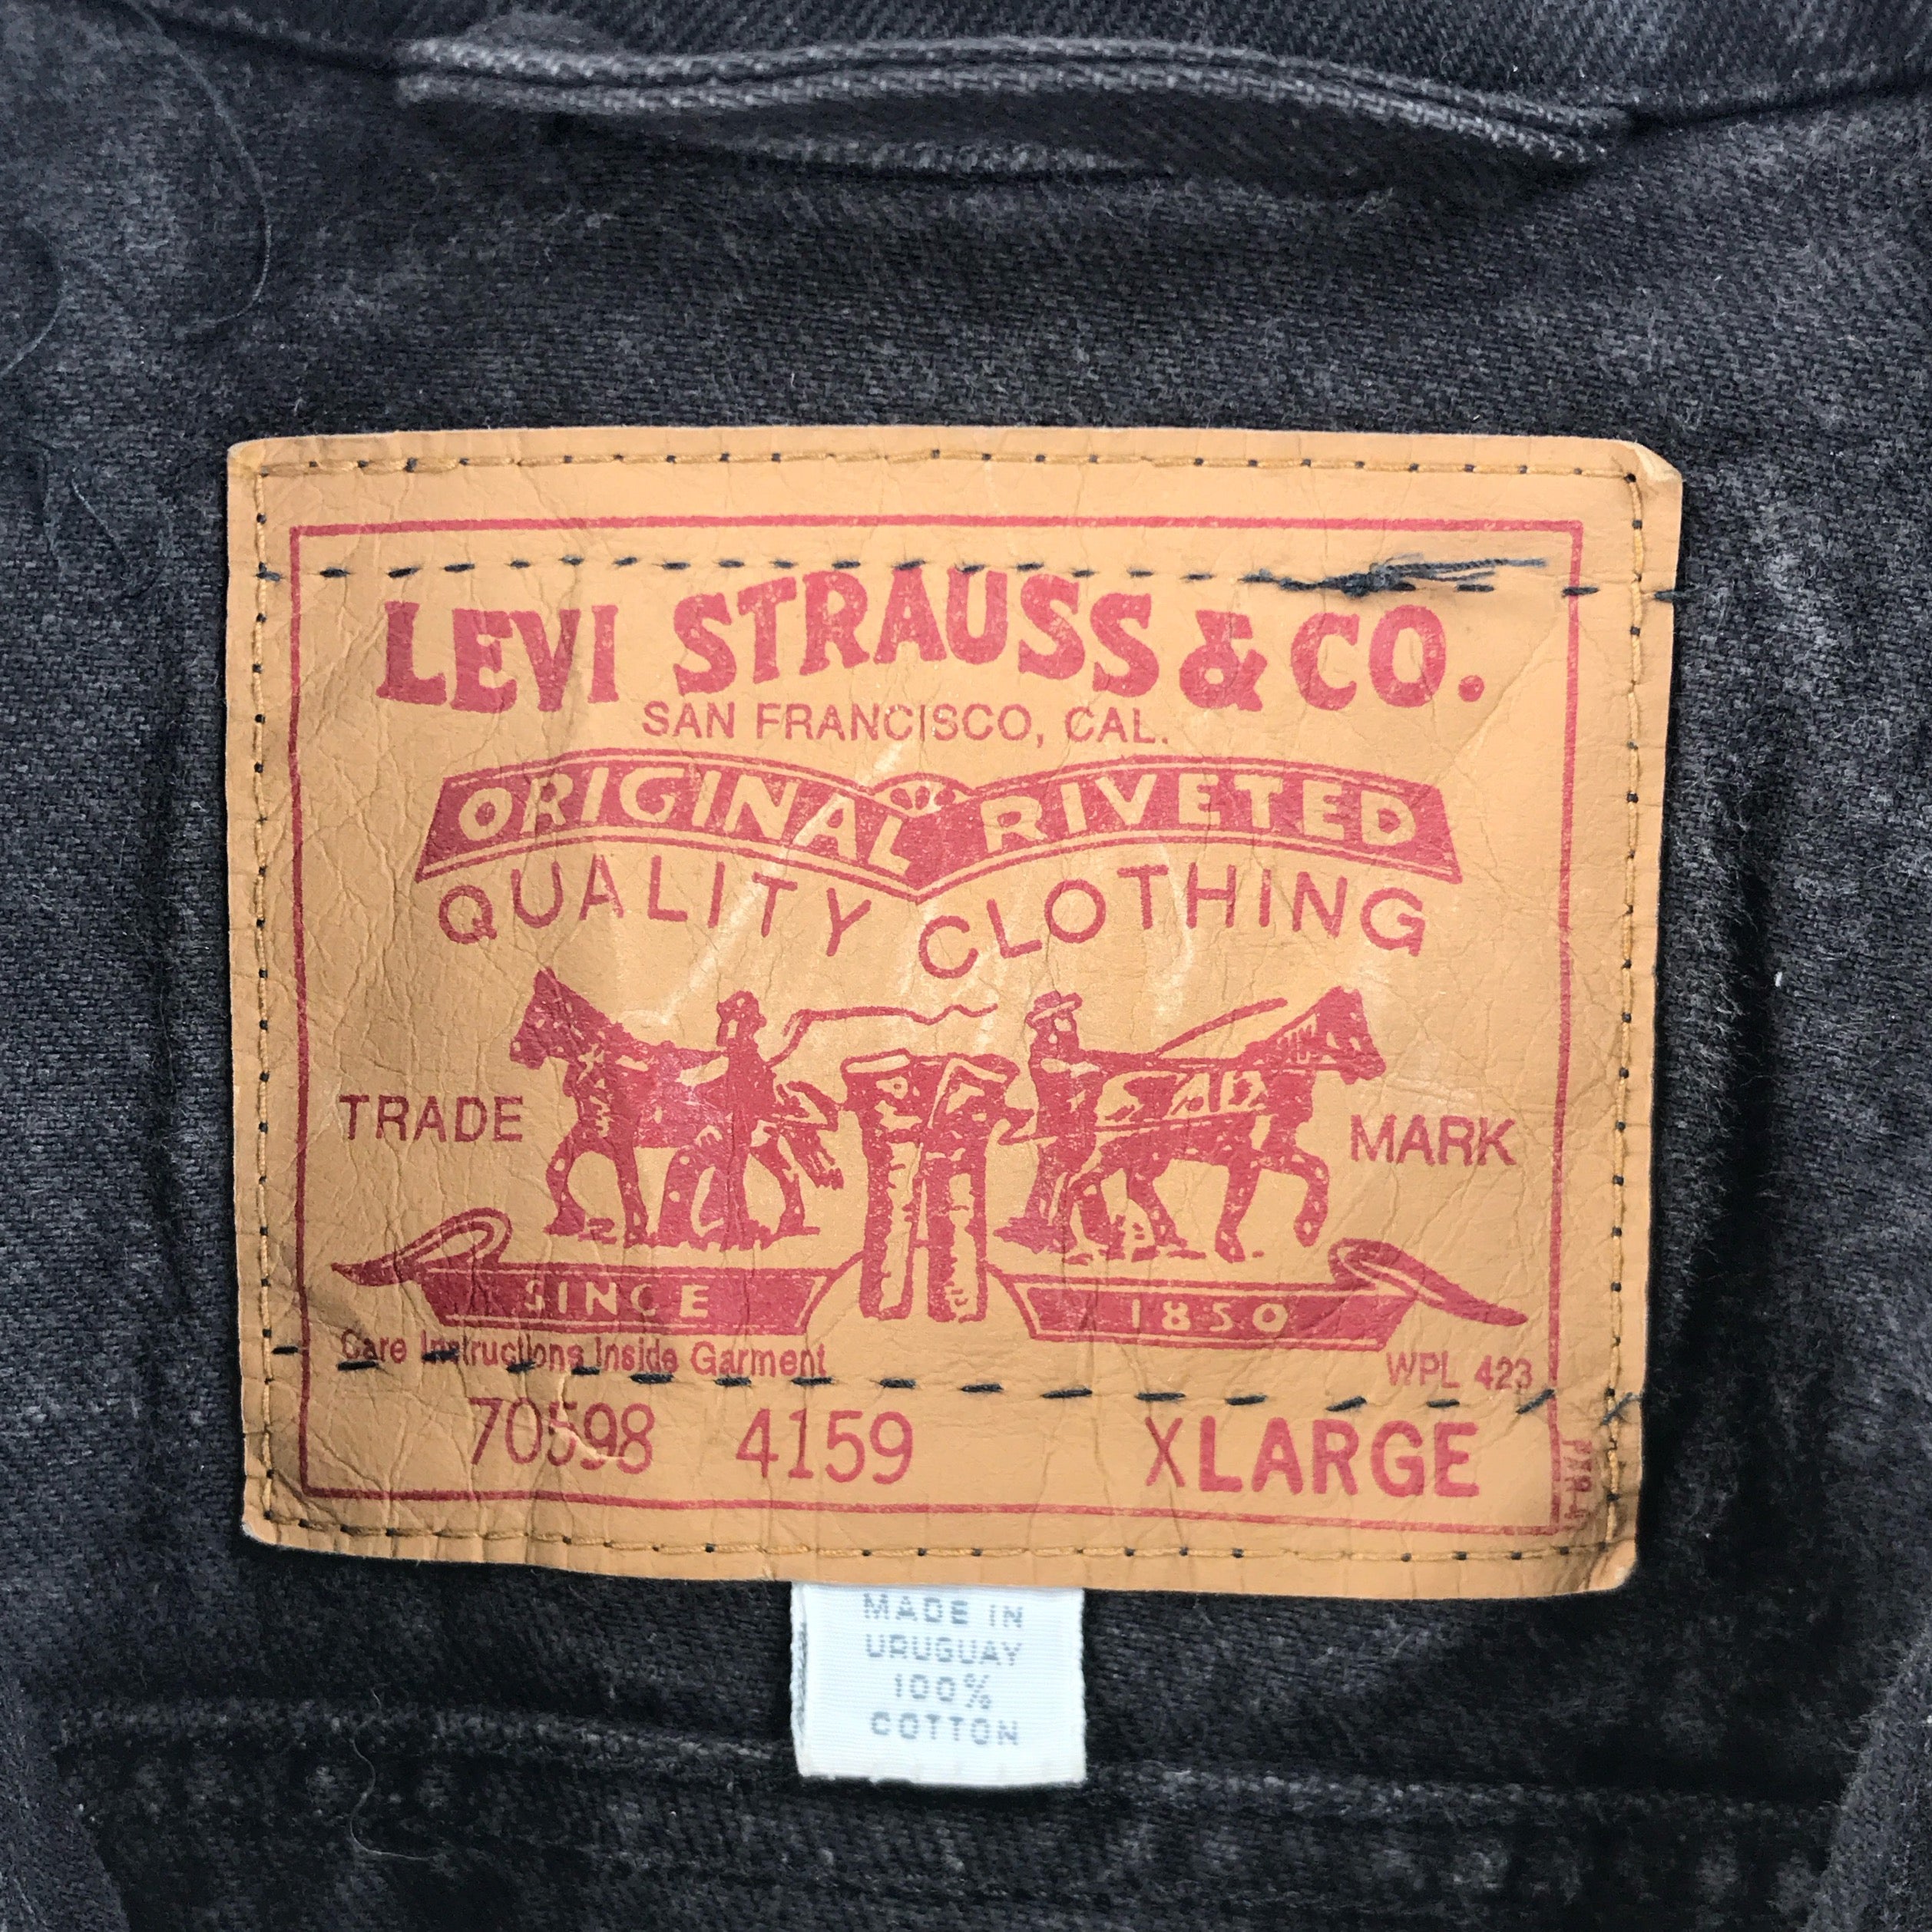 LEVI STRAUSS & CO.
SAN FRANCISCO, CAL.
ORIGINAL RIVETED
QUALITY CLOTHING
TRADE MARK
SINCE 1850
Care Instructions Inside Garment WPL 423
70598 4159 XLARGE
MADE IN
URUGUAY
100%
COTTON